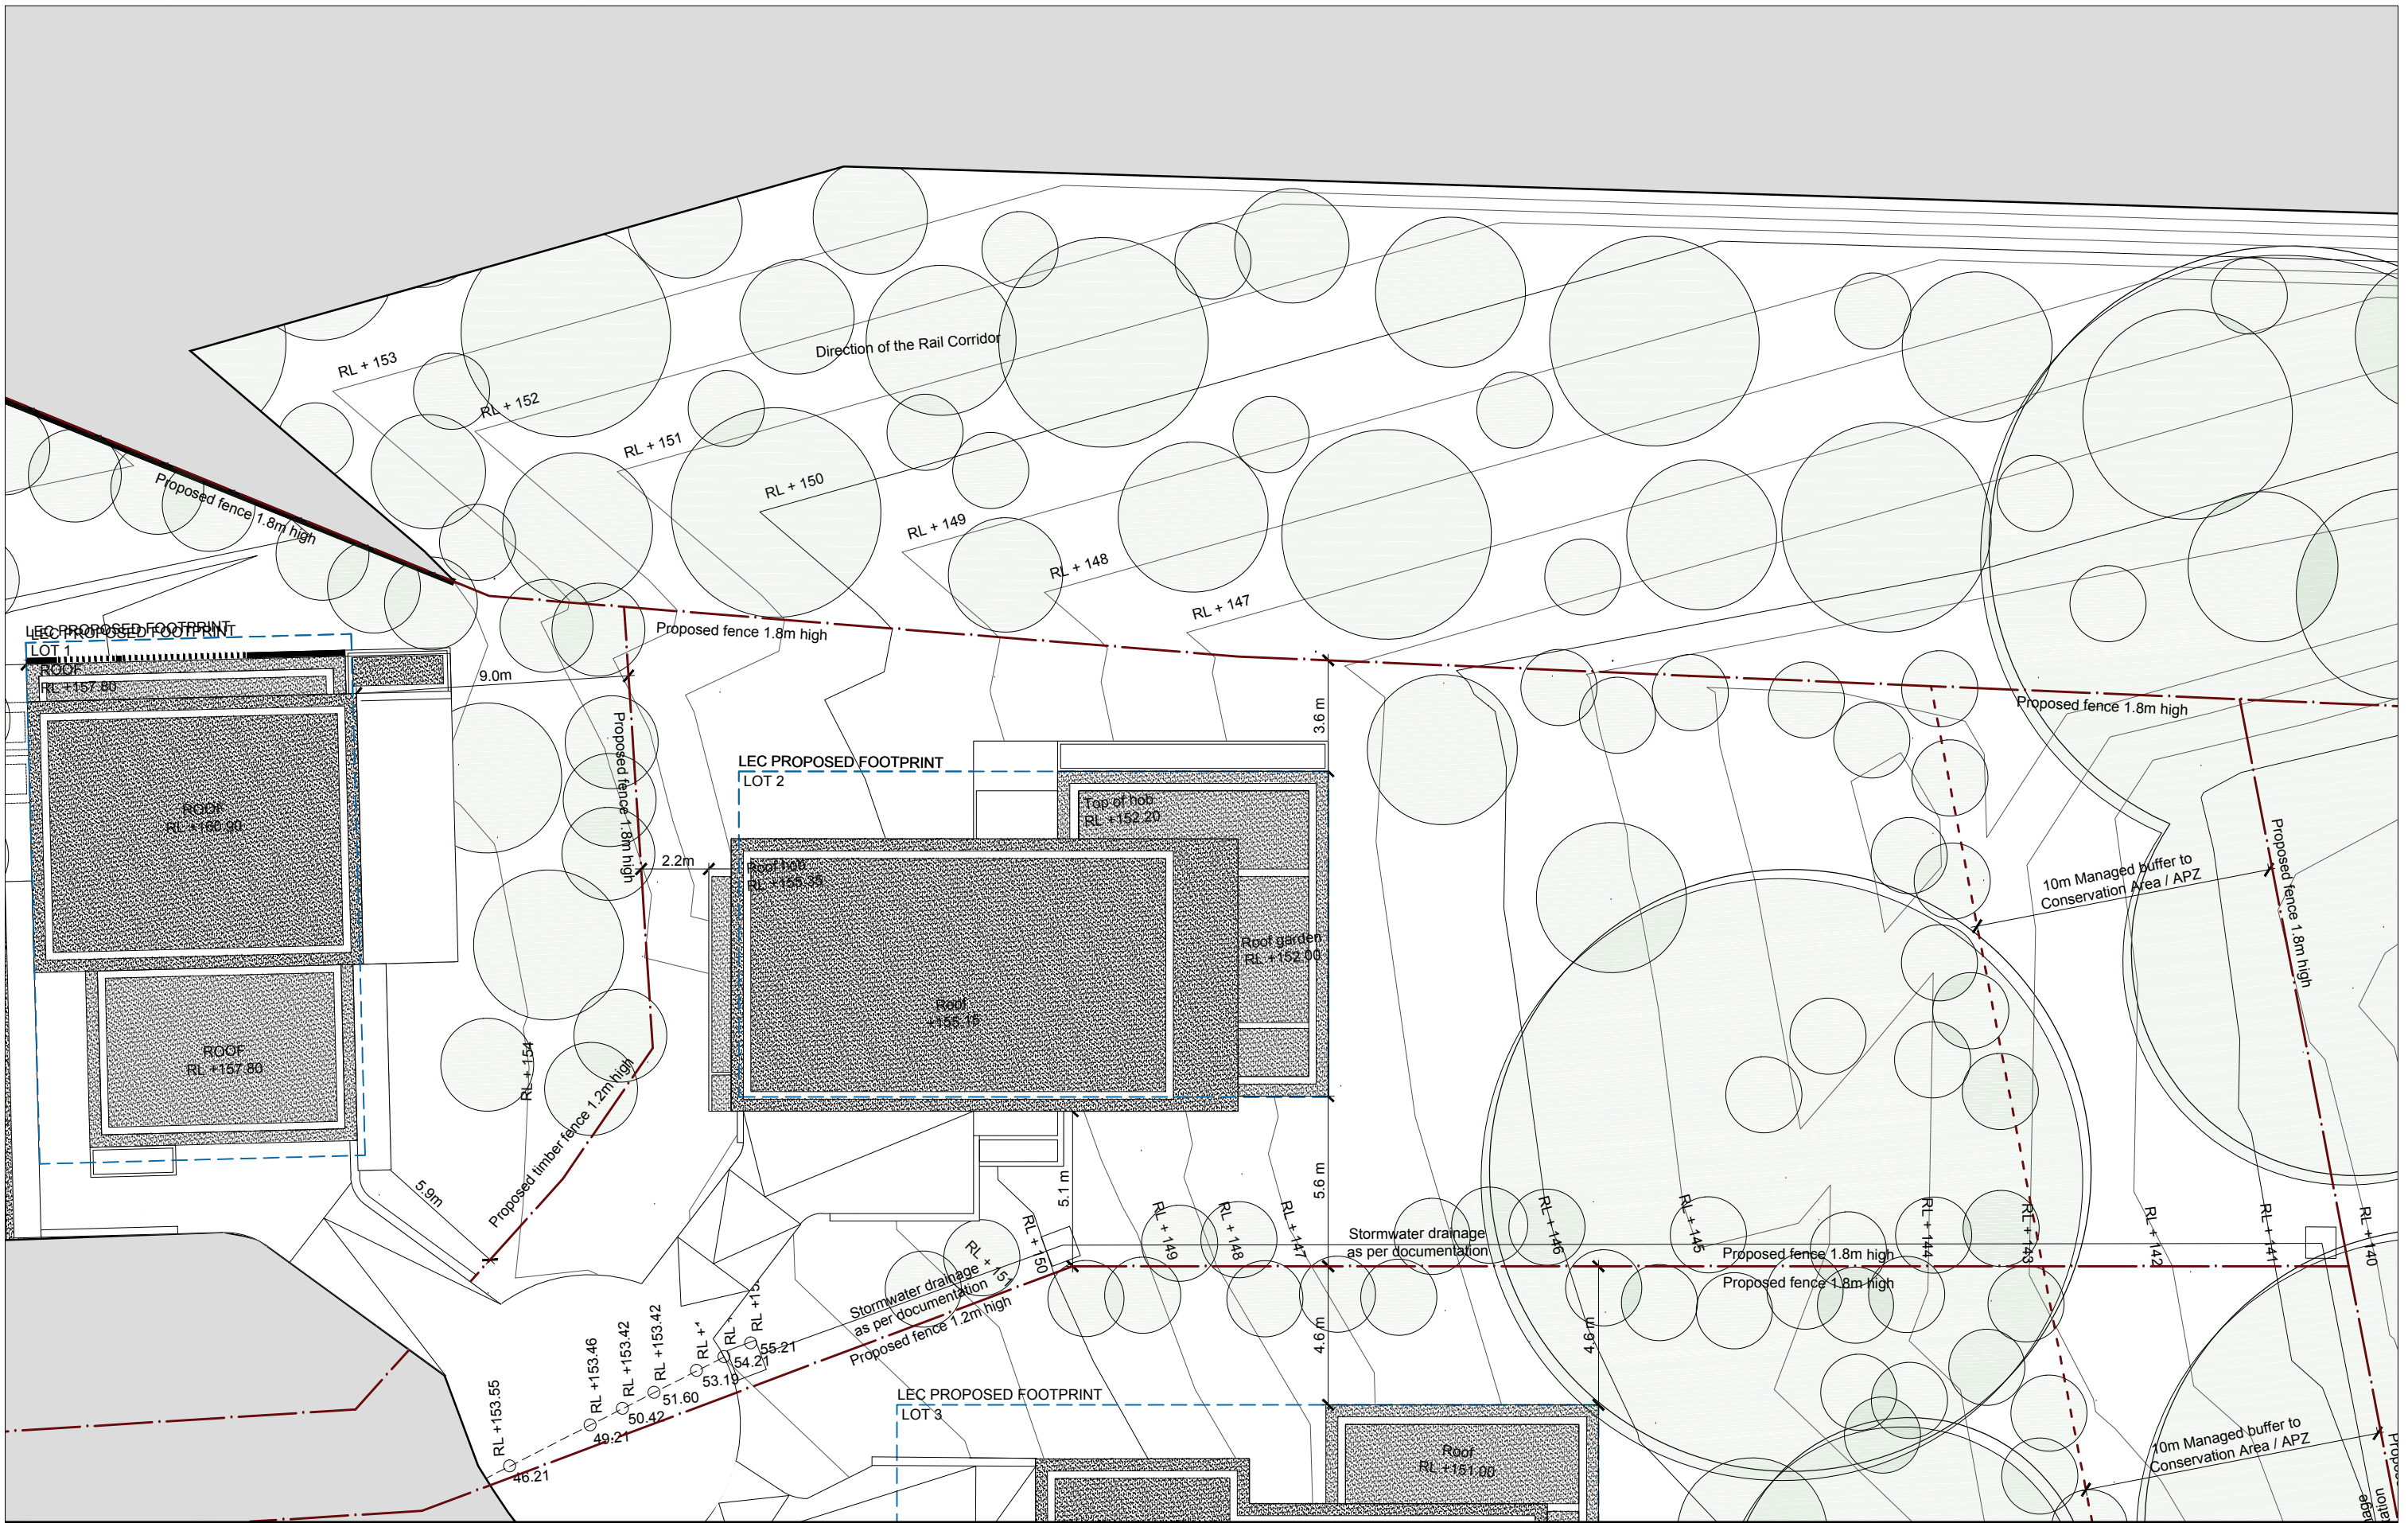 Direction of the Rail Corridor
RL + 153
RL + 152
RL + 151
RL + 150
RL + 149
RL + 148
RL + 147
Proposed fence 1.8m high
Proposed fence 1.8m high
Proposed fence 1.8m high
LEC PROPOSED FOOTPRINT
LEC PROPOSED FOOTPRINT
LOT 1
ROOF
RL +157.80
9.0m
3.6 m
Proposed fence 1.8m high
LEC PROPOSED FOOTPRINT
LOT 2
Top of hob
RL +152.20
ROOF
RL +160.90
2.2m
Roof hob
RL +155.35
10m Managed buffer to
Conservation Area / APZ
Proposed fence 1.8m high
Roof garden
RL +152.00
Roof
+155.15
ROOF
RL +157.80
RL + 154
Proposed timber fence 1.2m high
5.9m
5.1 m
5.6 m
RL + 151
RL + 150
RL + 149
RL + 148
RL + 147
RL + 146
RL + 145
RL + 144
RL + 143
RL + 142
RL + 141
RL + 140
Stormwater drainage
as per documentation
Proposed fence 1.8m high
Proposed fence 1.8m high
Stormwater drainage
as per documentation
Proposed fence 1.2m high
4.6 m
4.6 m
RL +153.55
RL +153.46
RL +153.42
RL +153.42
RL +
RL +
RL +15
46.21
49.21
50.42
51.60
53.19
54.21
55.21
LEC PROPOSED FOOTPRINT
LOT 3
Roof
RL +151.00
10m Managed buffer to
Conservation Area / APZ